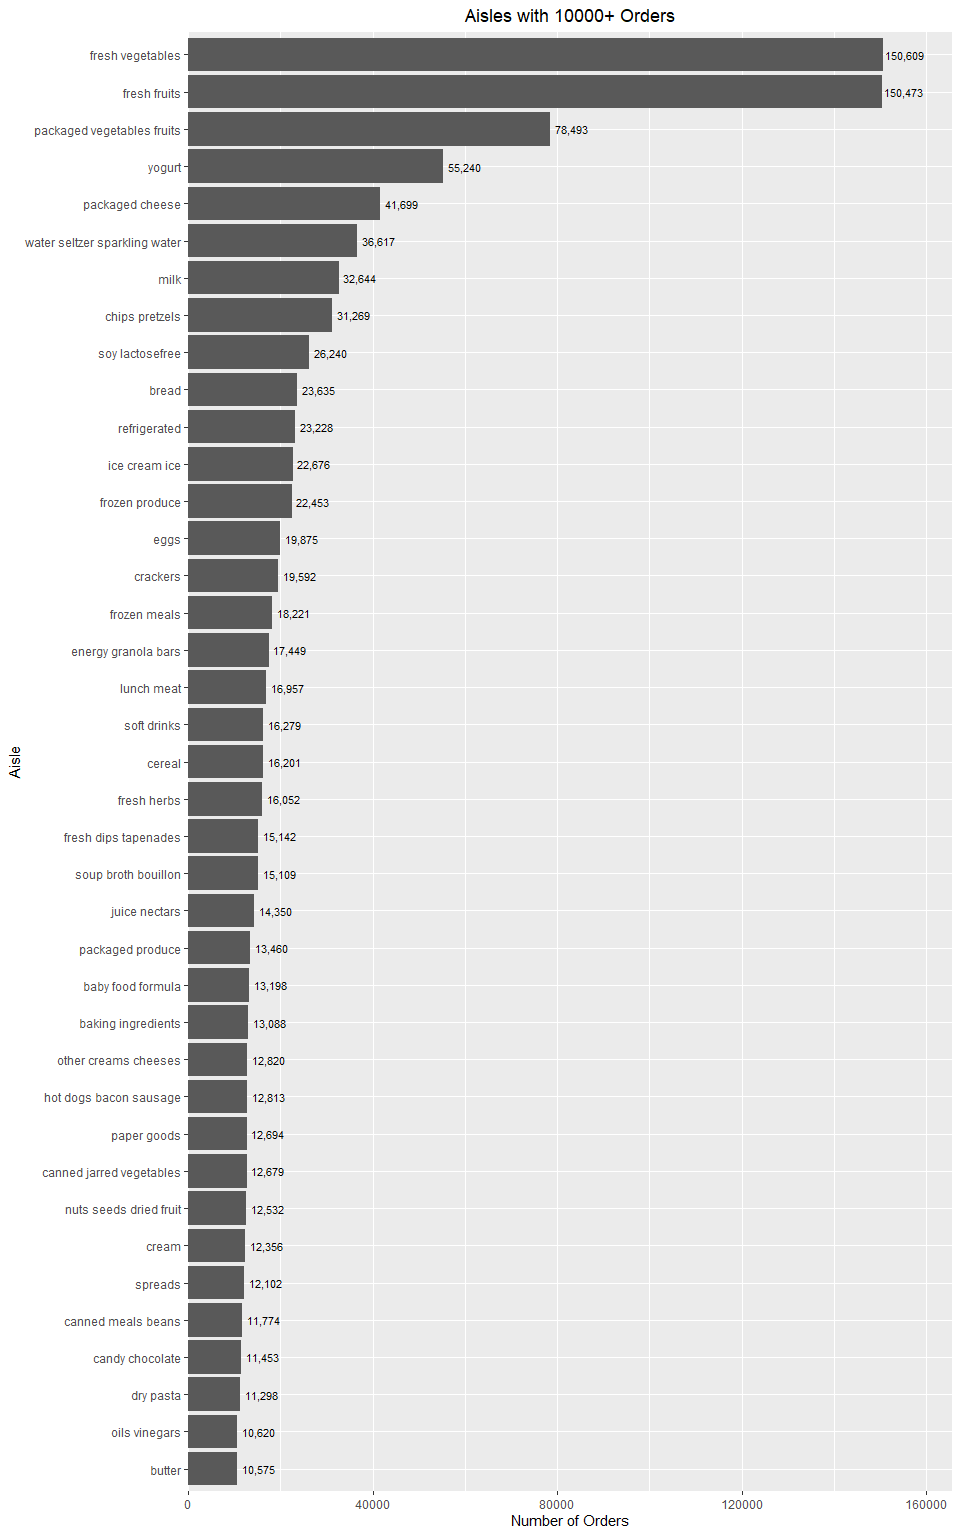 Aisles with 10000+ Orders
fresh vegetables 150,609
fresh fruits 150,473
packaged vegetables fruits 78,493
yogurt 55,240
packaged cheese 41,699
water seltzer sparkling water 36,617
milk 32,644
chips pretzels 31,269
soy lactosefree 26,240
bread 23,635
refrigerated 23,228
ice cream ice 22,676
frozen produce 22,453
eggs 19,875
crackers 19,592
frozen meals 18,221
energy granola bars 17,449
lunch meat 16,957
soft drinks 16,279
cereal 16,201
fresh herbs 16,052
fresh dips tapenades 15,142
soup broth bouillon 15,109
juice nectars 14,350
packaged produce 13,460
baby food formula 13,198
baking ingredients 13,088
other creams cheeses 12,820
hot dogs bacon sausage 12,813
paper goods 12,694
canned jarred vegetables 12,679
nuts seeds dried fruit 12,532
cream 12,356
spreads 12,102
canned meals beans 11,774
candy chocolate 11,453
dry pasta 11,298
oils vinegars 10,620
butter 10,575
Aisle
0 40000 80000 120000 160000
Number of Orders